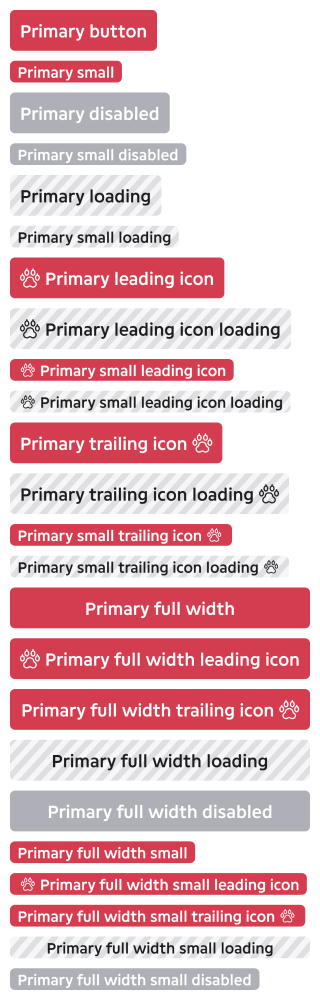 Primary button
Primary small
Primary disabled
Primary small disabled
Primary loading
Primary small loading
Primary leading icon
Primary leading icon loading
Primary small leading icon
Primary small leading icon loading
Primary trailing icon
Primary trailing icon loading
Primary small trailing icon
Primary small trailing icon loading
Primary full width
Primary full width leading icon
Primary full width trailing icon
Primary full width loading
Primary full width disabled
Primary full width small
Primary full width small leading icon
Primary full width small trailing icon
Primary full width small loading
Primary full width small disabled